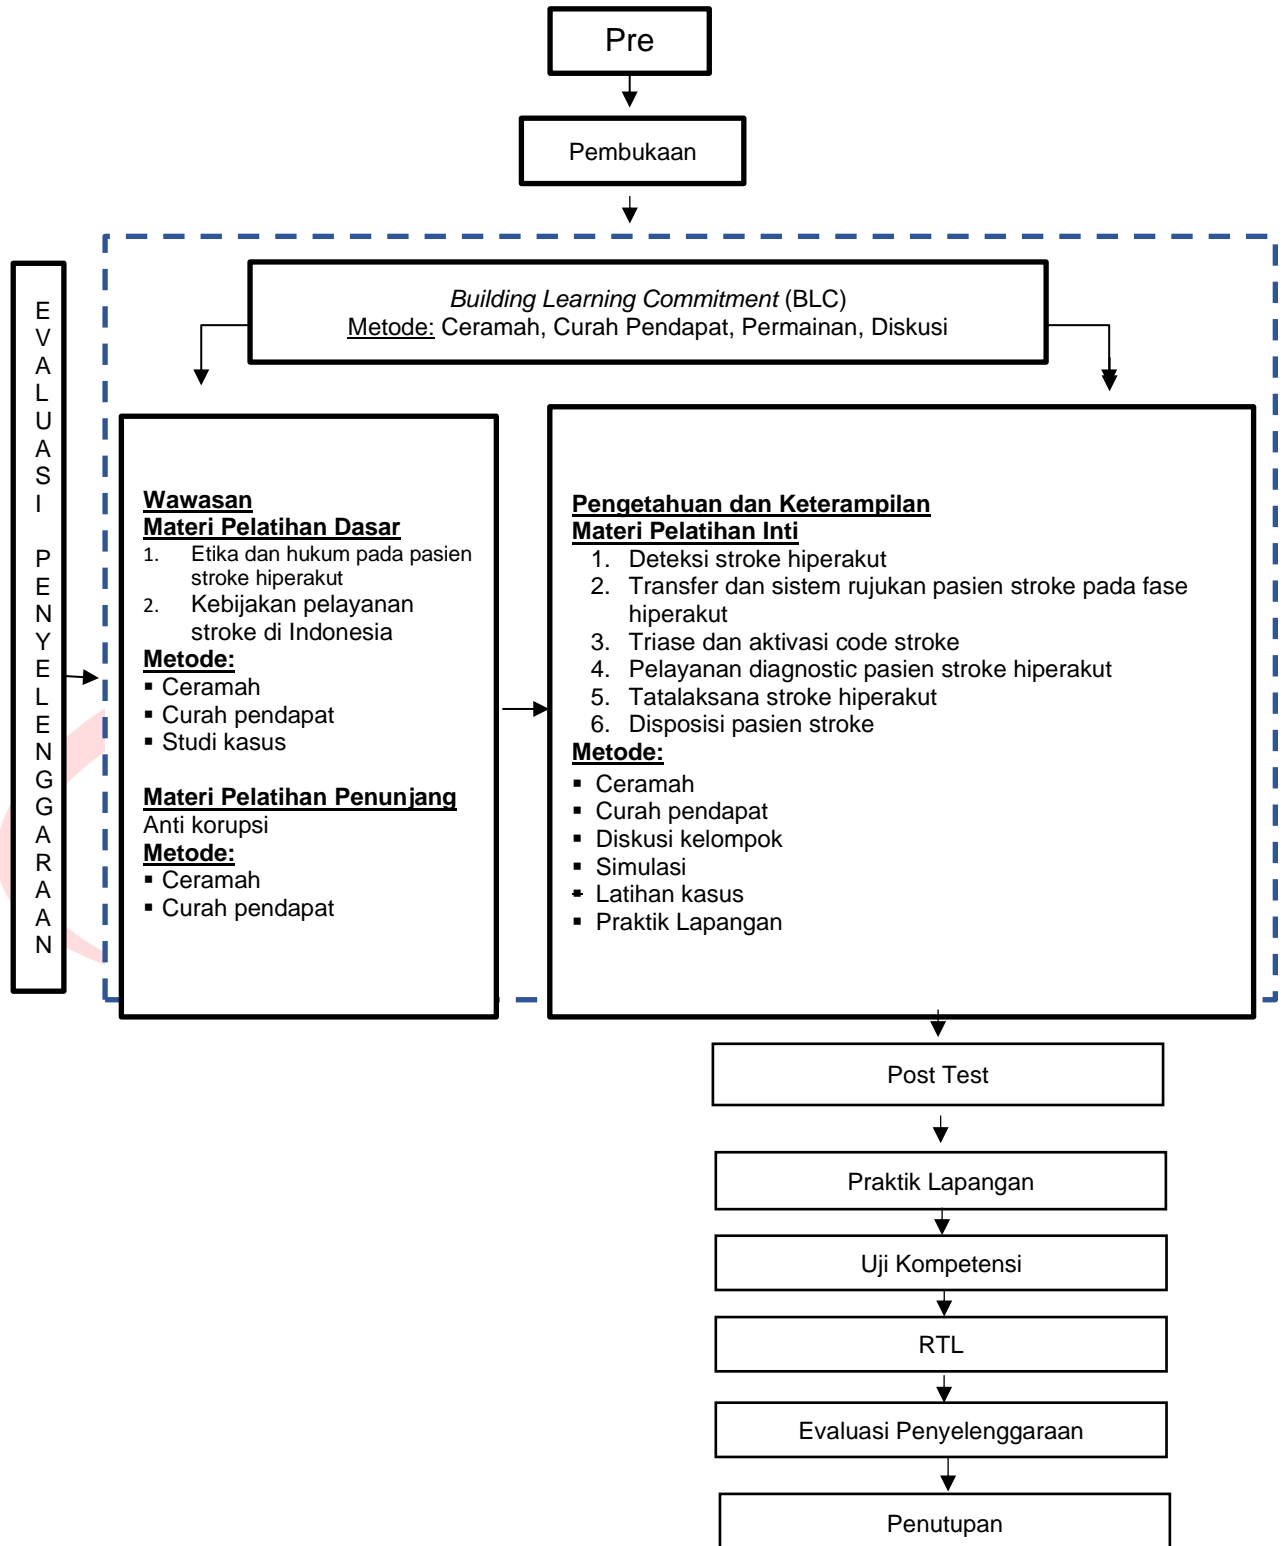 Pre
Pembukaan
EVALUASI PENYELENGGARAAN
Building Learning Commitment (BLC)
Metode: Ceramah, Curah Pendapat, Permainan, Diskusi
Wawasan
Materi Pelatihan Dasar
1. Etika dan hukum pada pasien
stroke hiperakut
2. Kebijakan pelayanan
stroke di Indonesia
Metode:
▪ Ceramah
▪ Curah pendapat
▪ Studi kasus
Materi Pelatihan Penunjang
Anti korupsi
Metode:
▪ Ceramah
▪ Curah pendapat
Pengetahuan dan Keterampilan
Materi Pelatihan Inti
1. Deteksi stroke hiperakut
2. Transfer dan sistem rujukan pasien stroke pada fase
hiperakut
3. Triase dan aktivasi code stroke
4. Pelayanan diagnostic pasien stroke hiperakut
5. Tatalaksana stroke hiperakut
6. Disposisi pasien stroke
Metode:
▪ Ceramah
▪ Curah pendapat
▪ Diskusi kelompok
▪ Simulasi
▪ Latihan kasus
▪ Praktik Lapangan
Post Test
Praktik Lapangan
Uji Kompetensi
RTL
Evaluasi Penyelenggaraan
Penutupan